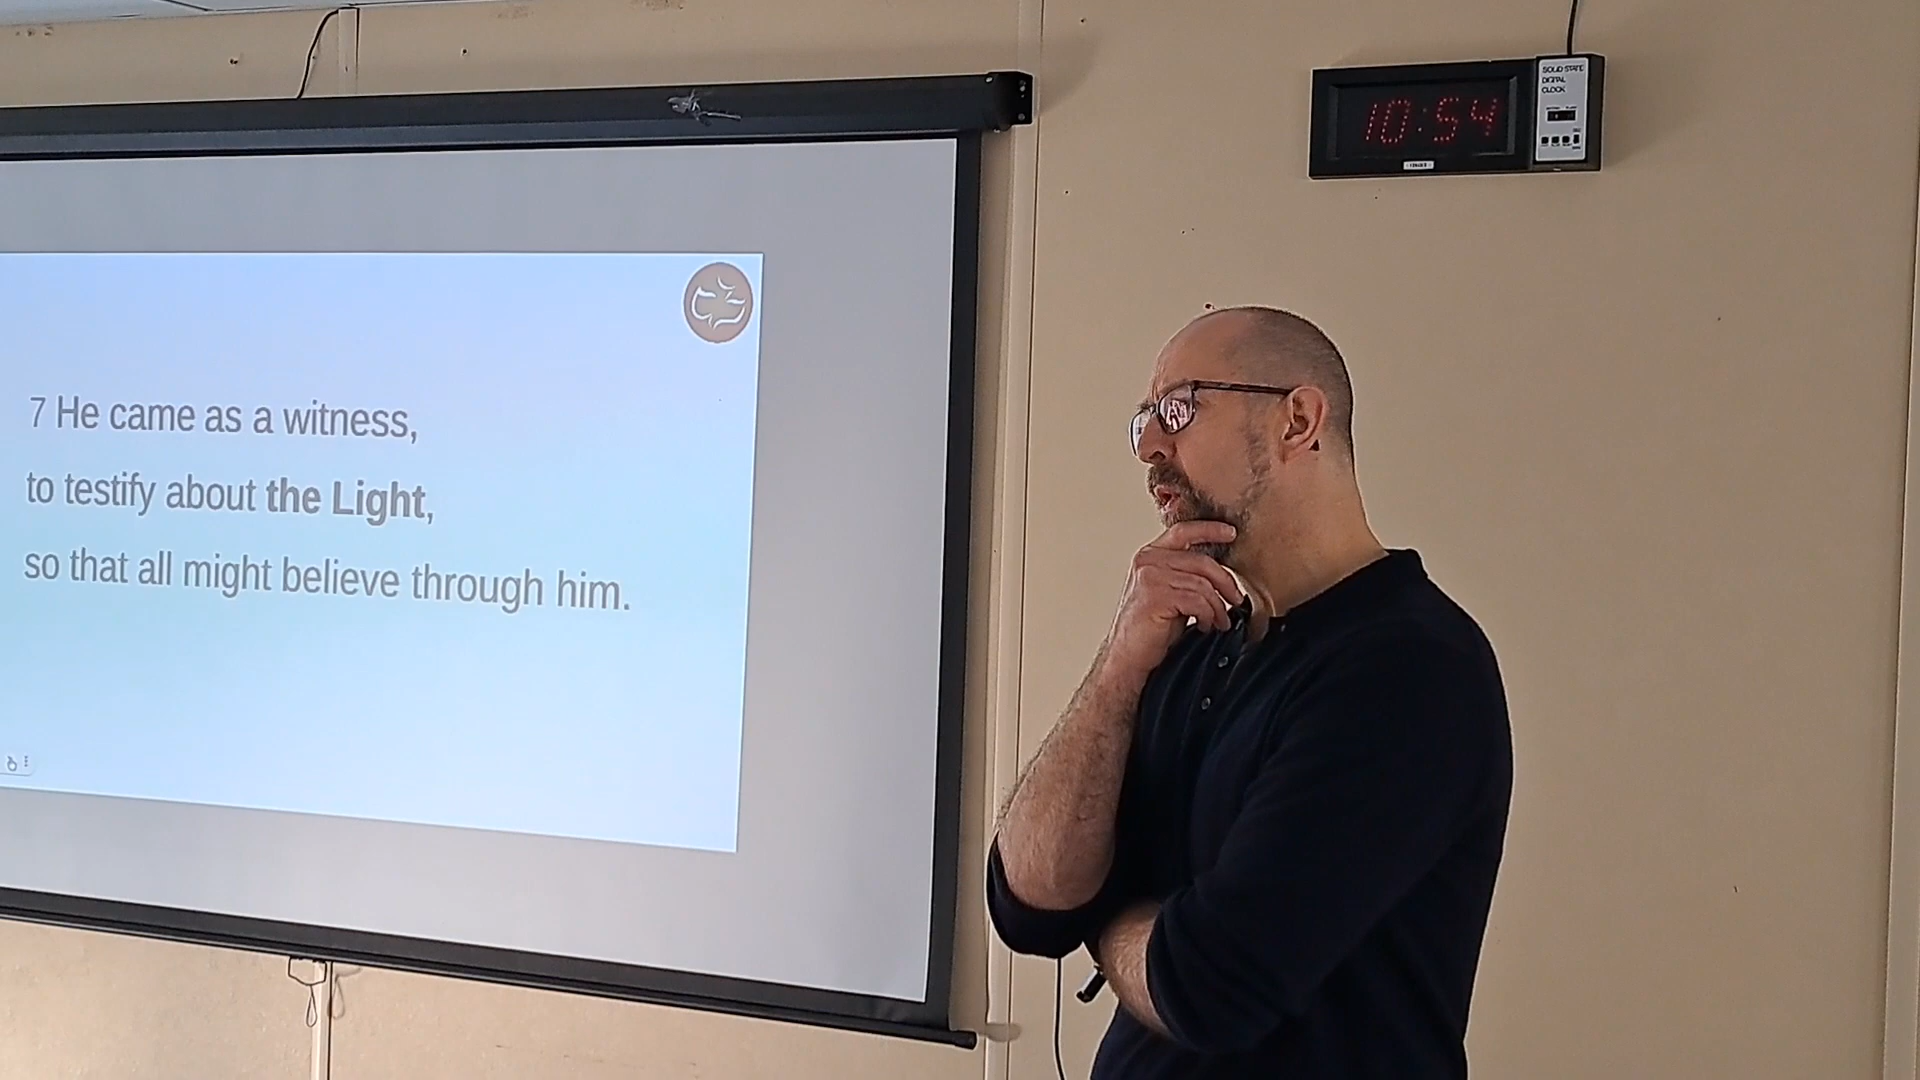 7 He came as a witness,
to testify about the Light,
so that all might believe through him.
10:54
SOLID STATE
DIGITAL
CLOCK